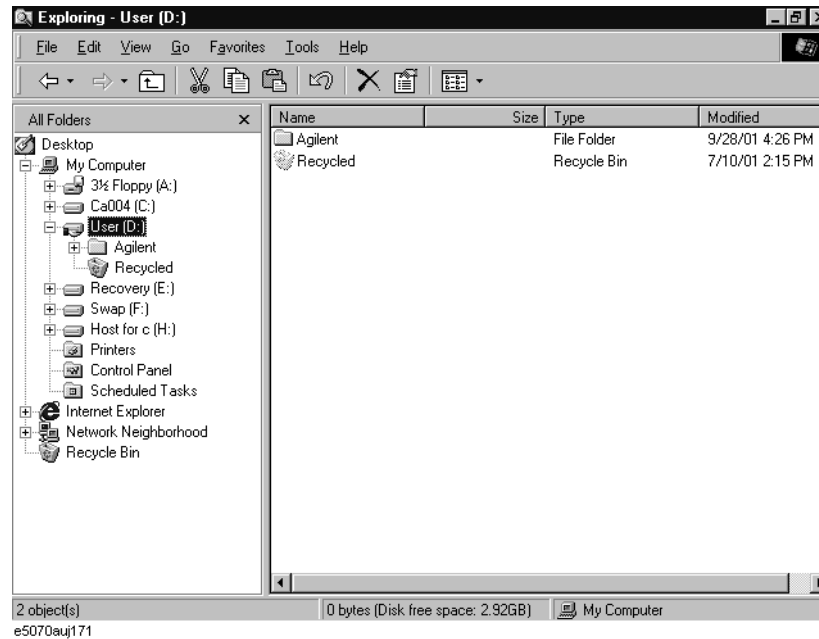 Exploring - User (D:)
File Edit View Go Favorites Tools Help
All Folders
Desktop
My Computer
3½ Floppy (A:)
Ca004 (C:)
User (D:)
Agilent
Recycled
Recovery (E:)
Swap (F:)
Host for c (H:)
Printers
Control Panel
Scheduled Tasks
Internet Explorer
Network Neighborhood
Recycle Bin
Name Size Type Modified
Agilent File Folder 9/28/01 4:26 PM
Recycled Recycle Bin 7/10/01 2:15 PM
2 object(s) 0 bytes (Disk free space: 2.92GB) My Computer
e5070auj171